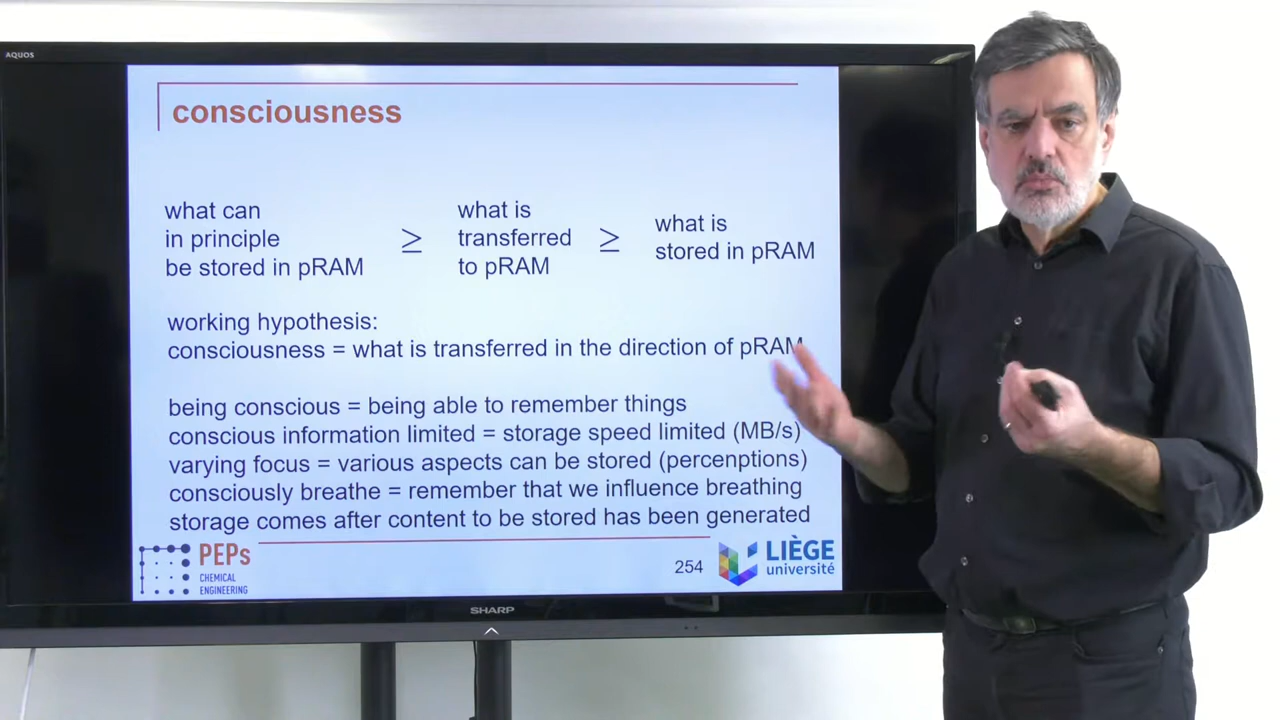 AQUOS
consciousness
what can
in principle
be stored in pRAM
≥
what is
transferred
to pRAM
≥
what is
stored in pRAM
working hypothesis:
consciousness = what is transferred in the direction of pRAM
being conscious = being able to remember things
conscious information limited = storage speed limited (MB/s)
varying focus = various aspects can be stored (percenptions)
consciously breathe = remember that we influence breathing
storage comes after content to be stored has been generated
PEPs
CHEMICAL
ENGINEERING
254
LIÈGE
université
SHARP